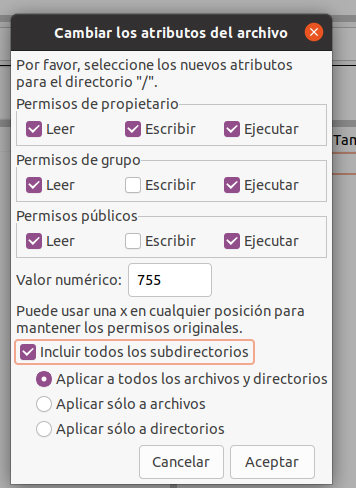 Cambiar los atributos del archivo
Por favor, seleccione los nuevos atributos
para el directorio "/".
Permisos de propietario
Leer Escribir Ejecutar
Permisos de grupo
Leer Escribir Ejecutar
Permisos públicos
Leer Escribir Ejecutar
Valor numérico: 755
Puede usar una x en cualquier posición para
mantener los permisos originales.
Incluir todos los subdirectorios
Aplicar a todos los archivos y directorios
Aplicar sólo a archivos
Aplicar sólo a directorios
Cancelar Aceptar